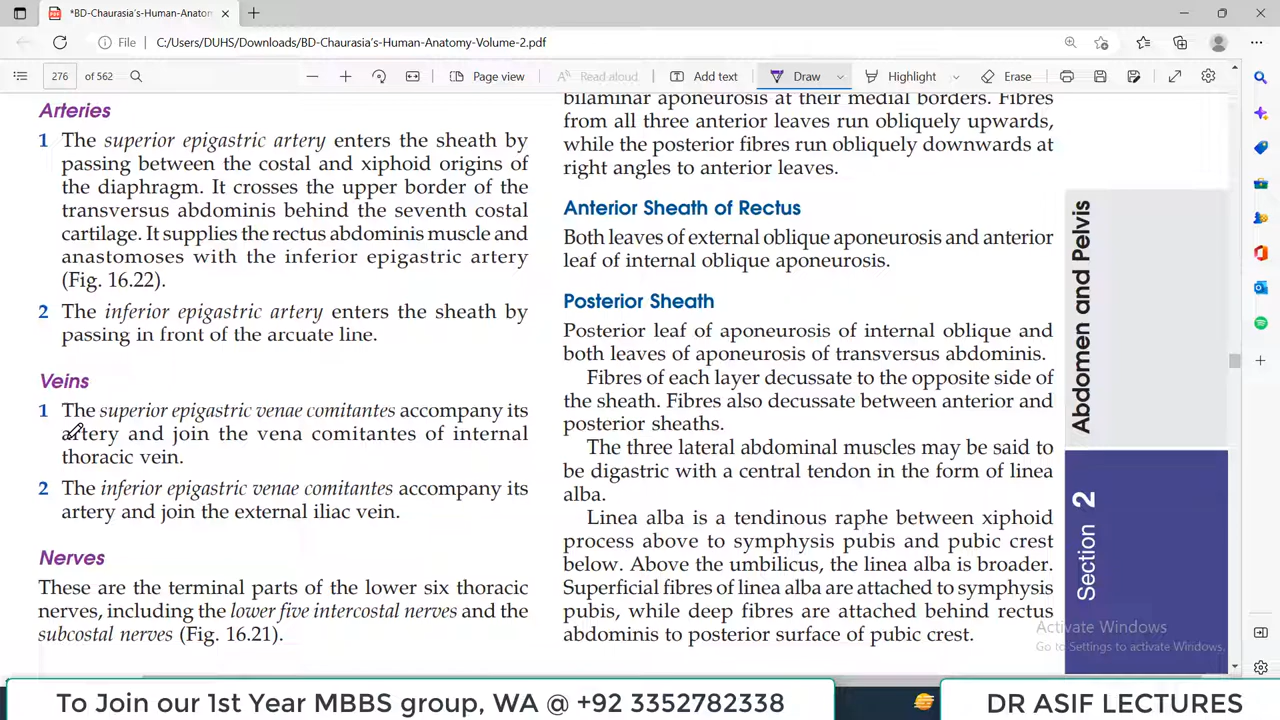 *BD-Chaurasia's-Human-Anatom
File
C:/Users/DUHS/Downloads/BD-Chaurasia's-Human-Anatomy-Volume-2.pdf
276 of 562
Page view
Read aloud
Add text
Draw
Highlight
Erase
Arteries
1 The superior epigastric artery enters the sheath by
passing between the costal and xiphoid origins of
the diaphragm. It crosses the upper border of the
transversus abdominis behind the seventh costal
cartilage. It supplies the rectus abdominis muscle and
anastomoses with the inferior epigastric artery
(Fig. 16.22).
2 The inferior epigastric artery enters the sheath by
passing in front of the arcuate line.
Veins
1 The superior epigastric venae comitantes accompany its
artery and join the vena comitantes of internal
thoracic vein.
2 The inferior epigastric venae comitantes accompany its
artery and join the external iliac vein.
Nerves
These are the terminal parts of the lower six thoracic
nerves, including the lower five intercostal nerves and the
subcostal nerves (Fig. 16.21).
bilaminar aponeurosis at their medial borders. Fibres
from all three anterior leaves run obliquely upwards,
while the posterior fibres run obliquely downwards at
right angles to anterior leaves.
Anterior Sheath of Rectus
Both leaves of external oblique aponeurosis and anterior
leaf of internal oblique aponeurosis.
Posterior Sheath
Posterior leaf of aponeurosis of internal oblique and
both leaves of aponeurosis of transversus abdominis.
Fibres of each layer decussate to the opposite side of
the sheath. Fibres also decussate between anterior and
posterior sheaths.
The three lateral abdominal muscles may be said to
be digastric with a central tendon in the form of linea
alba.
Linea alba is a tendinous raphe between xiphoid
process above to symphysis pubis and pubic crest
below. Above the umbilicus, the linea alba is broader.
Superficial fibres of linea alba are attached to symphysis
pubis, while deep fibres are attached behind rectus
abdominis to posterior surface of pubic crest.
Abdomen and Pelvis
Section 2
Activate Windows
Go to Settings to activate Windows.
To Join our 1st Year MBBS group, WA @ +92 3352782338
DR ASIF LECTURES